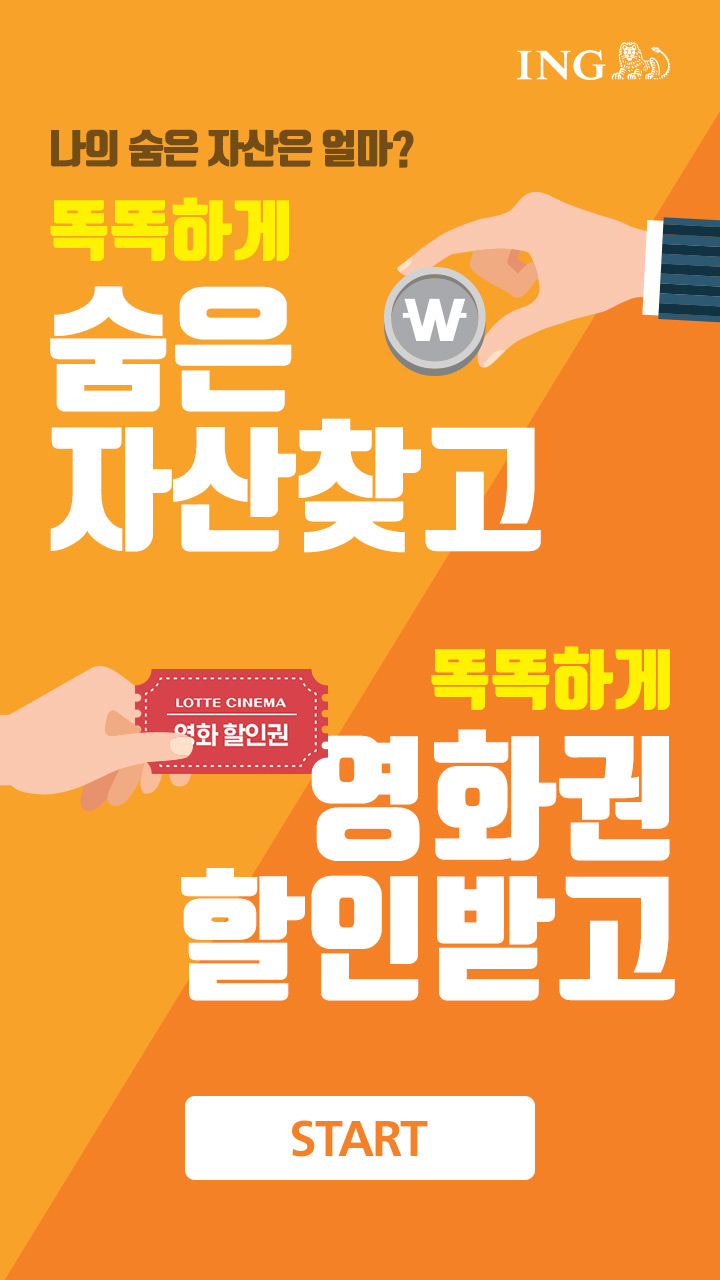 ING
나의 숨은 자산은 얼마?
똑똑하게
숨은
자산찾고
W
LOTTE CINEMA
영화 할인권
똑똑하게
영화권
할인받고
START